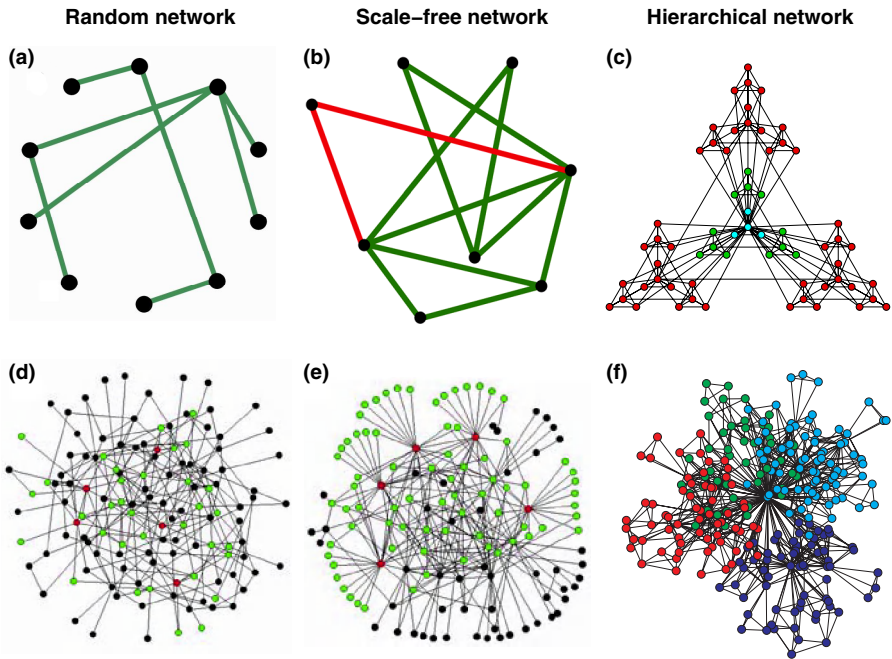 Random network
Scale–free network
Hierarchical network
(a)
(b)
(c)
(d)
(e)
(f)